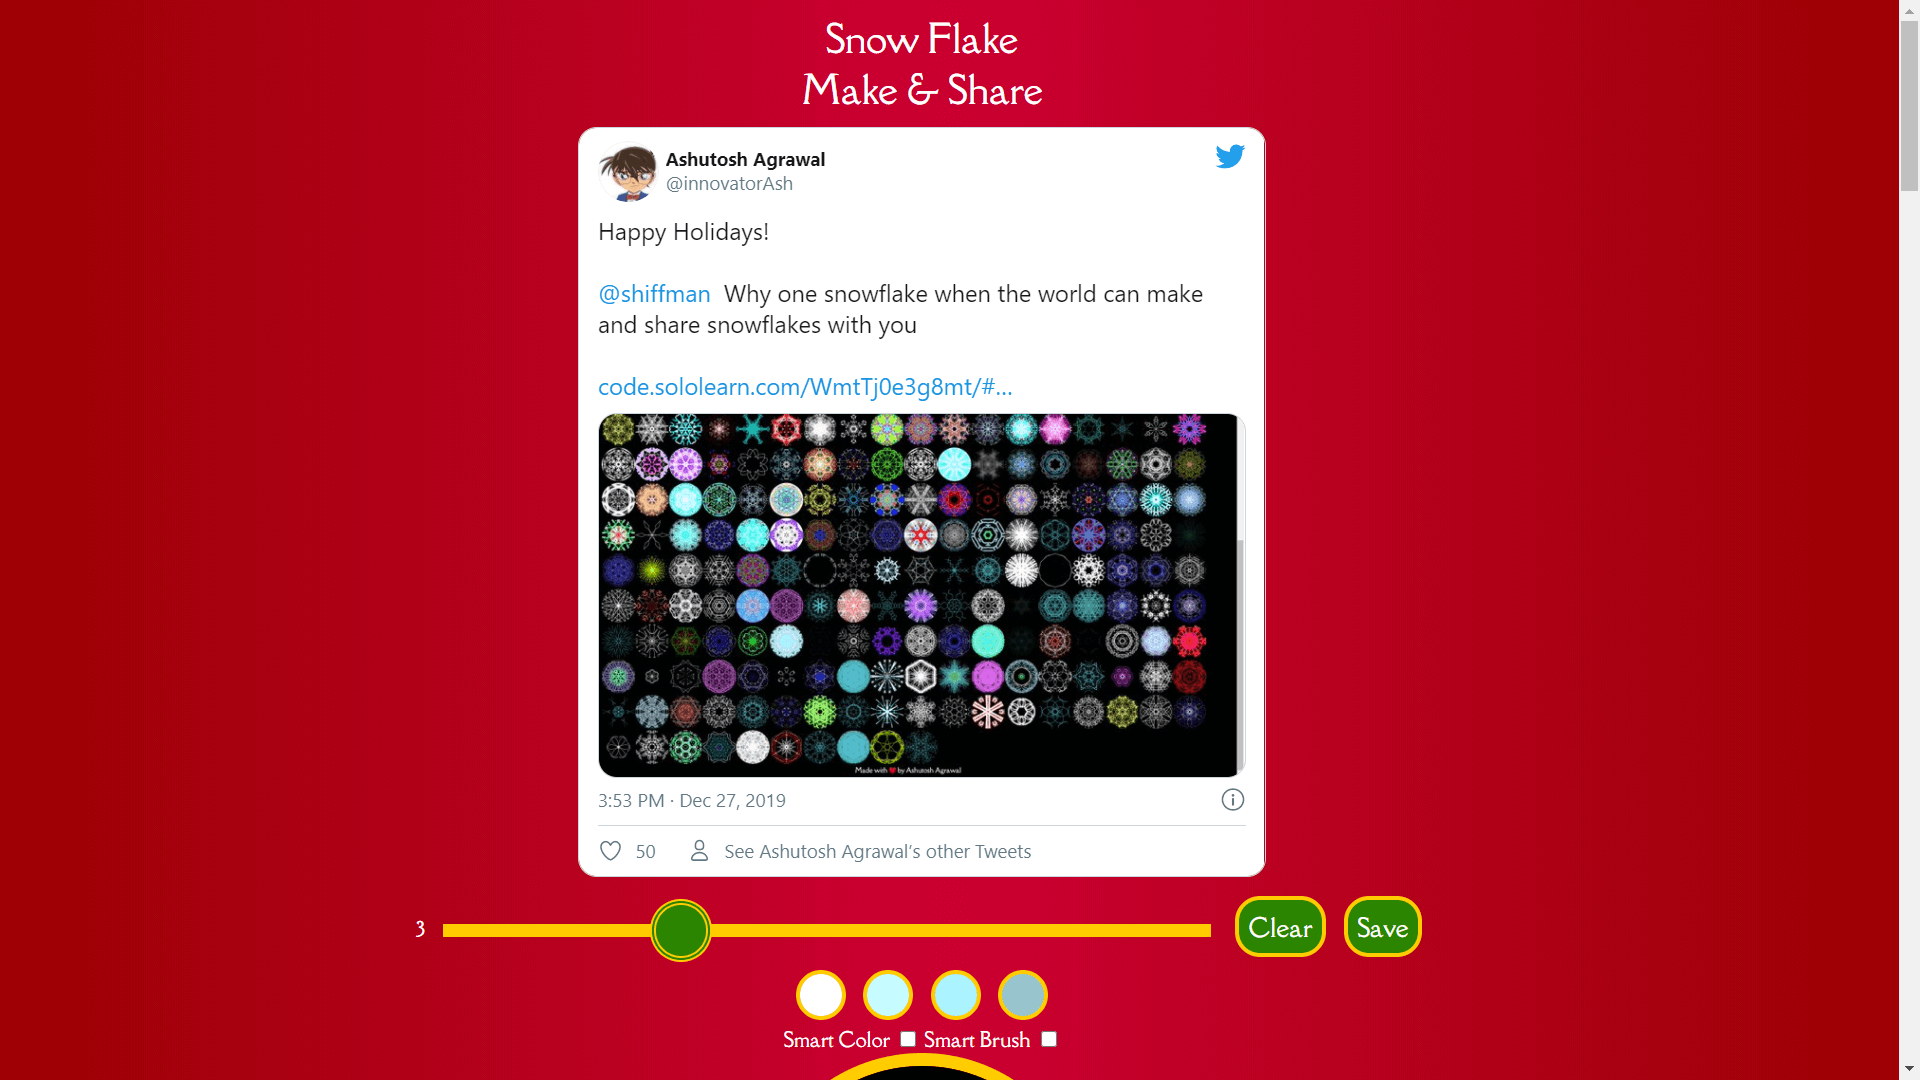 Snow Flake
Make & Share
Ashutosh Agrawal
@innovatorAsh
Happy Holidays!
@shiffman Why one snowflake when the world can make
and share snowflakes with you
code.sololearn.com/WmtTj0e3g8mt/#...
Made with ❤ by Ashutosh Agrawal
3:53 PM · Dec 27, 2019
50 See Ashutosh Agrawal's other Tweets
3 Clear Save
Smart Color Smart Brush